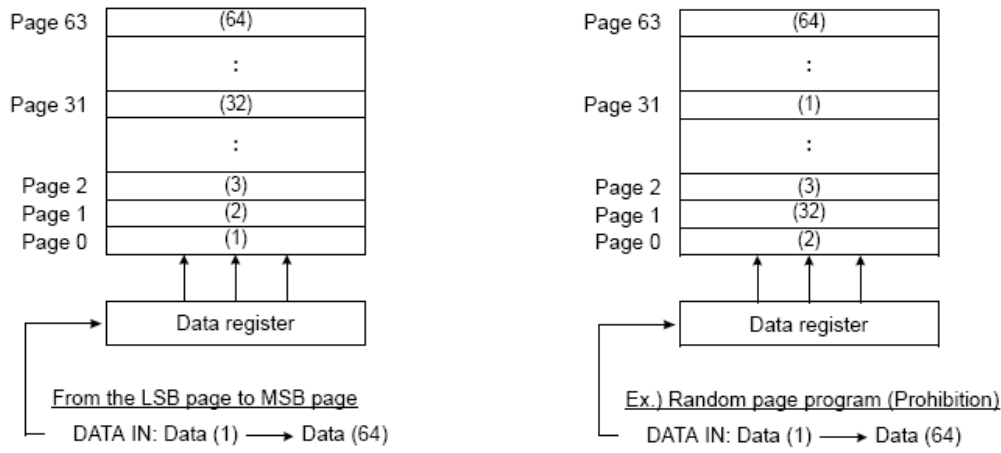 Page 63 (64)
:
Page 31 (32)
:
Page 2 (3)
Page 1 (2)
Page 0 (1)
Data register
From the LSB page to MSB page
DATA IN: Data (1) Data (64)
Page 63 (64)
:
Page 31 (1)
:
Page 2 (3)
Page 1 (32)
Page 0 (2)
Data register
Ex.) Random page program (Prohibition)
DATA IN: Data (1) Data (64)